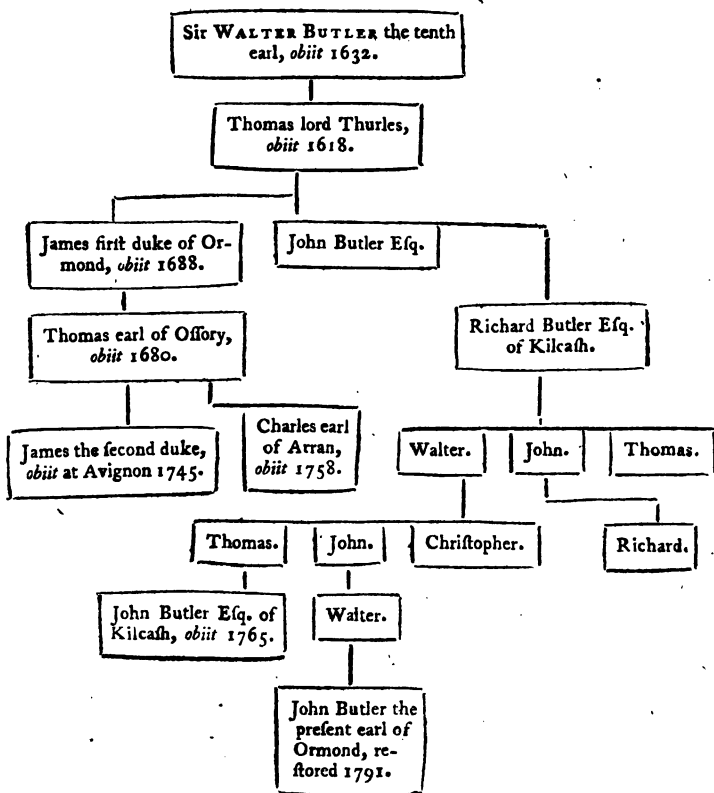 Sir WALTER BUTLER the tenth
earl, obiit 1632.
Thomas lord Thurles,
obiit 1618.
James firſt duke of Or-
mond, obiit 1688.
John Butler Eſq.
Thomas earl of Oſſory,
obiit 1680.
Richard Butler Eſq.
of Kilcaſh.
James the ſecond duke,
obiit at Avignon 1745.
Charles earl
of Arran,
obiit 1758.
Walter.
John.
Thomas.
Thomas.
John.
Chriſtopher.
Richard.
John Butler Eſq. of
Kilcaſh, obiit 1765.
Walter.
John Butler the
preſent earl of
Ormond, re-
ſtored 1791.